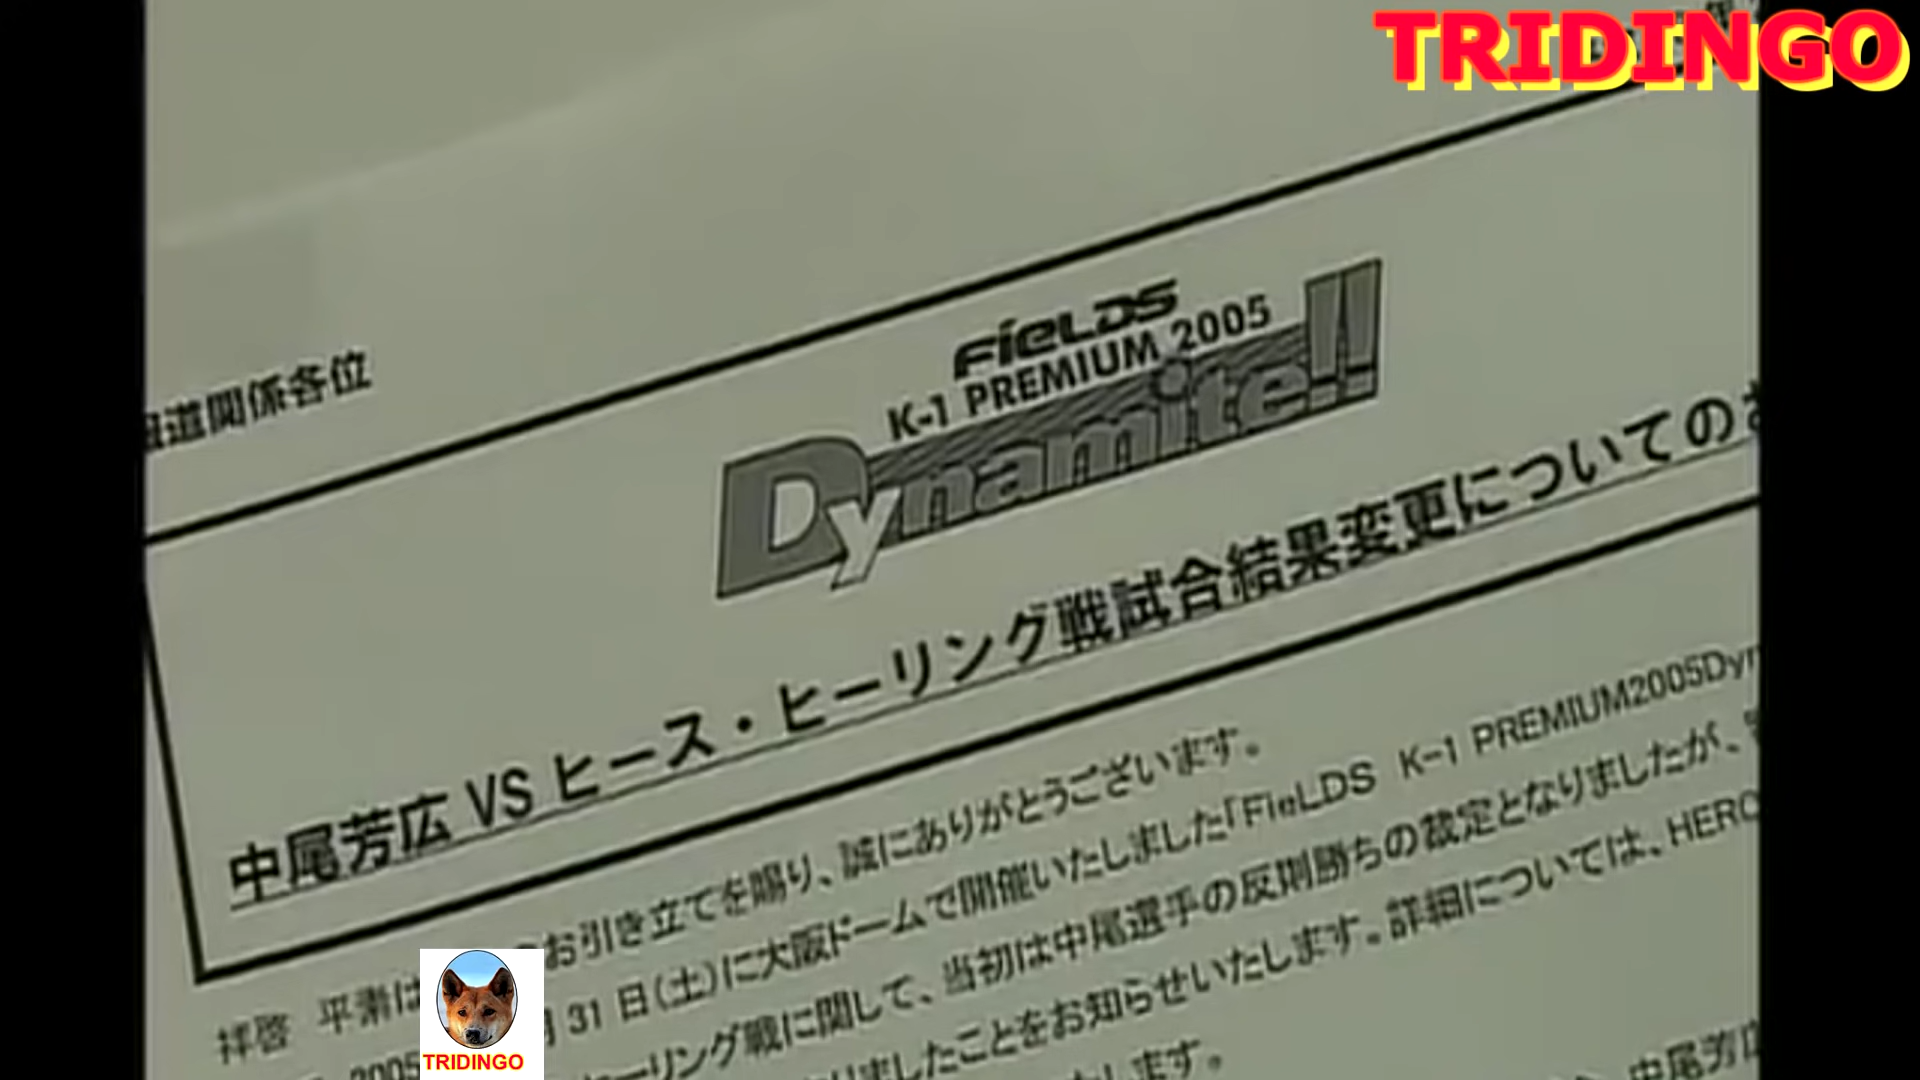 TRIDINGO
道関係各位
FieLDS
K-1 PREMIUM 2005
Dynamite!!
中尾芳広 VS ヒース・ヒーリング戦試合結果変更についての
拝啓 平素は お引き立てを賜り、誠にありがとうございます。
2005 月 31 日(土)に大阪ドームで開催いたしました「FieLDS K-1 PREMIUM2005Dyn
ーリング戦に関して、当初は中尾選手の反則勝ちの裁定となりましたが、
ましたことをお知らせいたします。詳細については、HERO
します。
中尾芳広
TRIDINGO